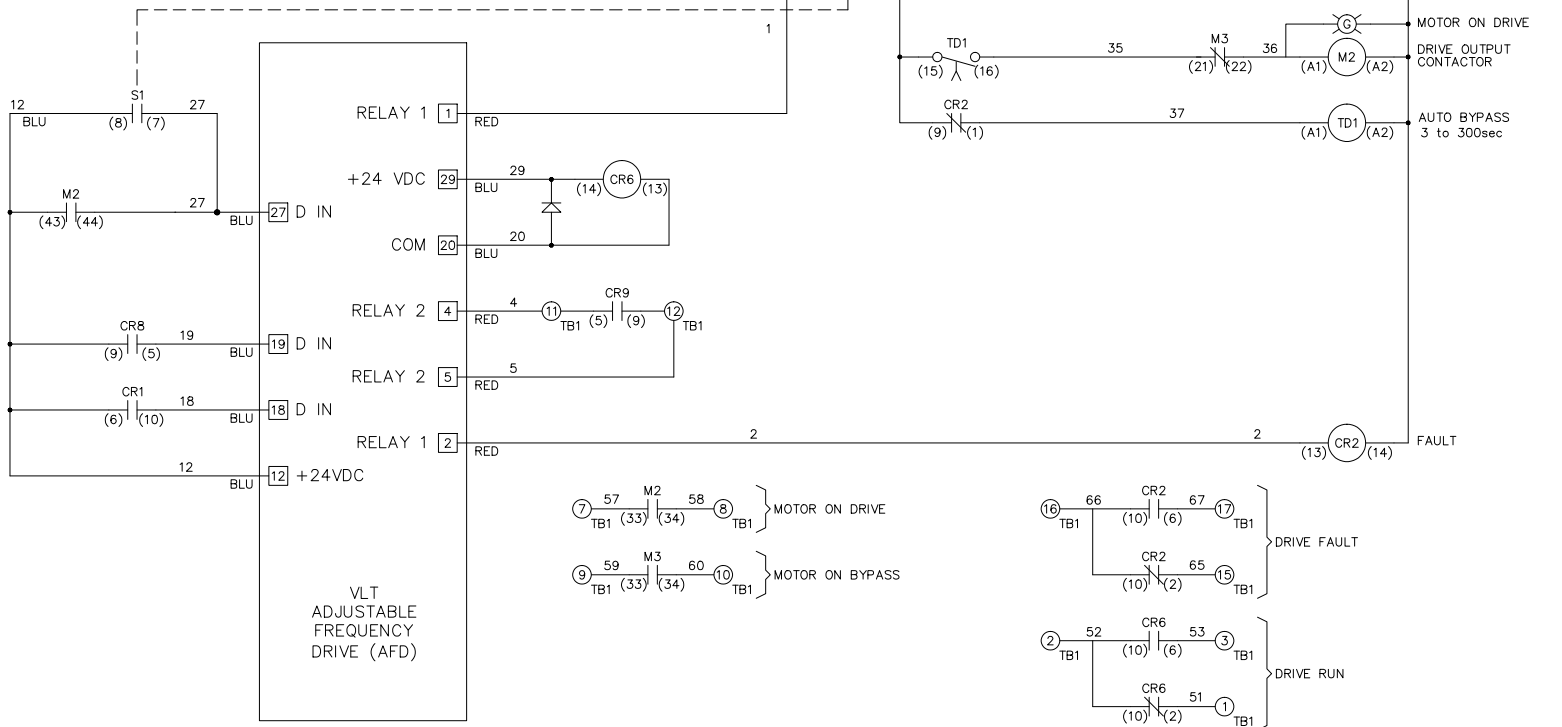 1
MOTOR ON DRIVE
G
TD1
(15) (16)
35
M3
(21) (22)
36
(A1) M2 (A2)
DRIVE OUTPUT
CONTACTOR
CR2
(9) (1)
37
(A1) TD1 (A2)
AUTO BYPASS
3 to 300sec
12
BLU
S1
(8) (7)
27
M2
(43) (44)
27
BLU
27 D IN
CR8
(9) (5)
19
BLU
19 D IN
CR1
(6) (10)
18
BLU
18 D IN
12
BLU
12 +24VDC
RELAY 1 1
RED
+24 VDC 29
BLU
29
(14) CR6 (13)
COM 20
BLU
20
RELAY 2 4
RED
4
11
TB1
CR9
(5) (9)
12
TB1
RELAY 2 5
RED
5
RELAY 1 2
RED
2
2
(13) CR2 (14)
FAULT
VLT
ADJUSTABLE
FREQUENCY
DRIVE (AFD)
7
TB1
57
M2
(33) (34)
58
8
TB1
MOTOR ON DRIVE
9
TB1
59
M3
(33) (34)
60
10
TB1
MOTOR ON BYPASS
16
TB1
66
CR2
(10) (6)
67
17
TB1
CR2
(10) (2)
65
15
TB1
DRIVE FAULT
2
TB1
52
CR6
(10) (6)
53
3
TB1
CR6
(10) (2)
51
1
TB1
DRIVE RUN